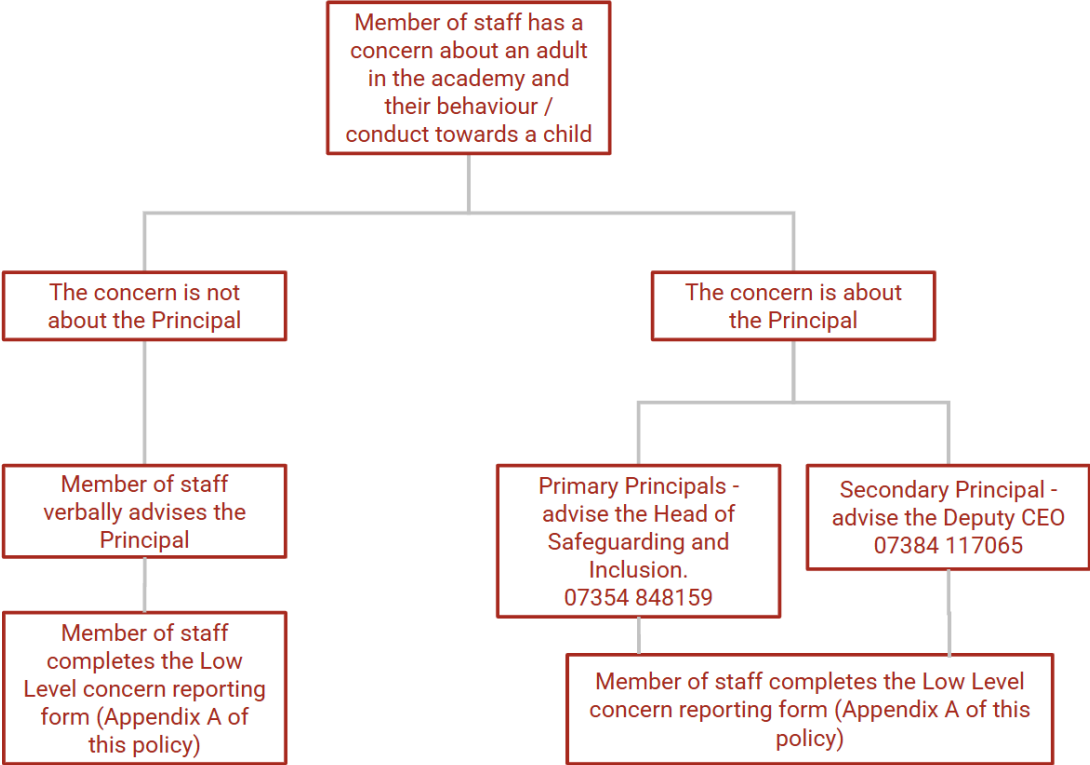 Member of staff has a
concern about an adult
in the academy and
their behaviour /
conduct towards a child
The concern is not
about the Principal
The concern is about
the Principal
Member of staff
verbally advises the
Principal
Primary Principals -
advise the Head of
Safeguarding and
Inclusion.
07354 848159
Secondary Principal -
advise the Deputy CEO
07384 117065
Member of staff
completes the Low
Level concern reporting
form (Appendix A of
this policy)
Member of staff completes the Low Level
concern reporting form (Appendix A of this
policy)